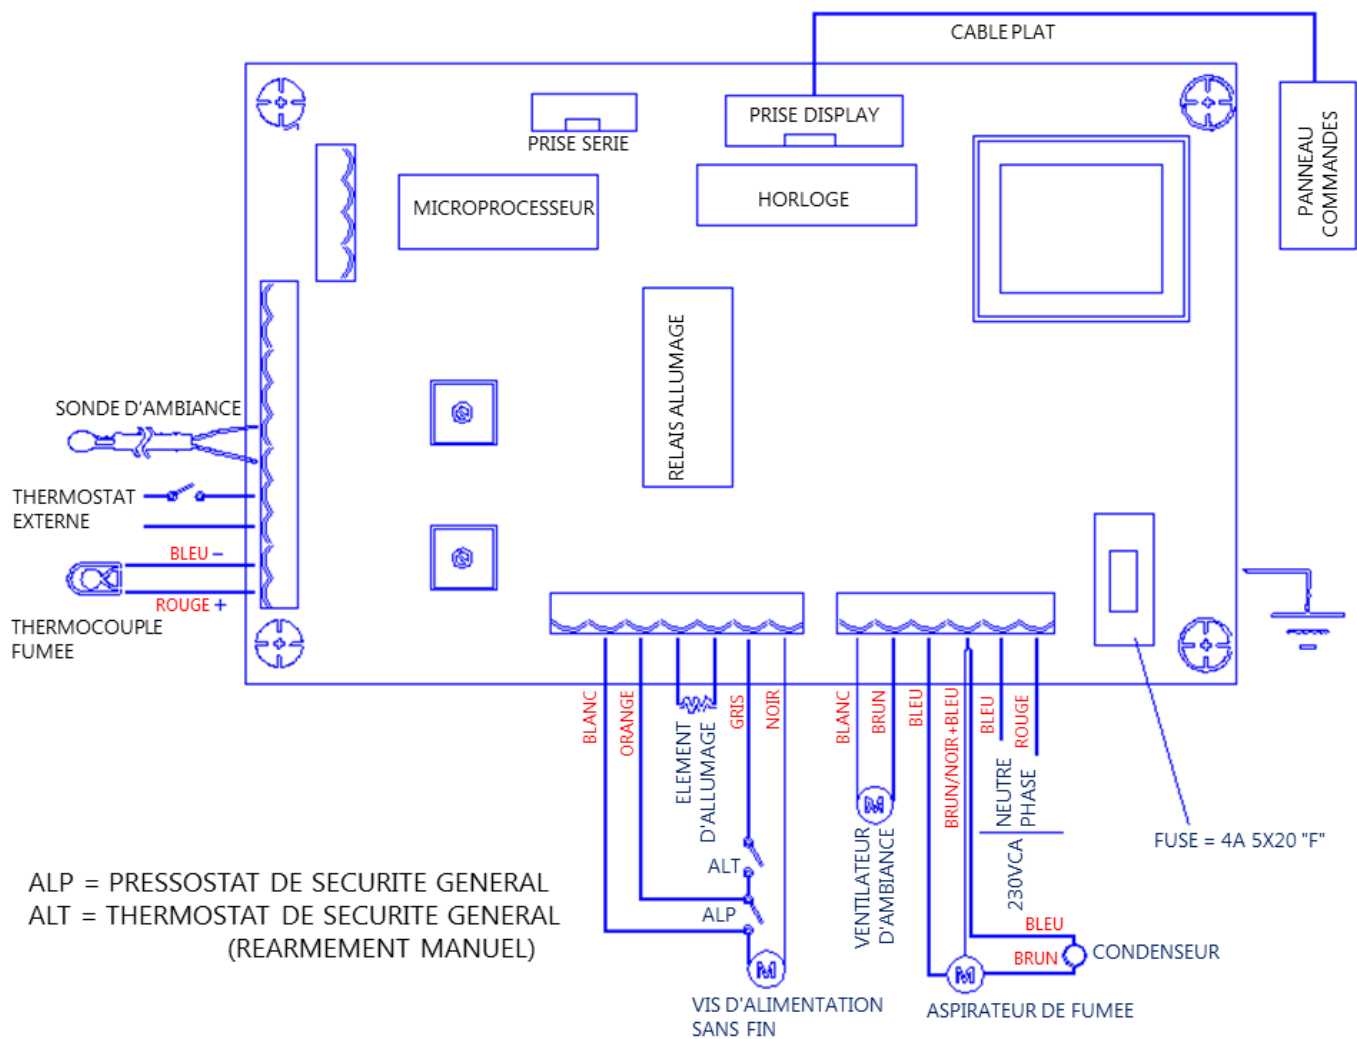 CABLE PLAT
PRISE DISPLAY
PRISE SERIE
PANNEAU
COMMANDES
MICROPROCESSEUR
HORLOGE
RELAIS ALLUMAGE
SONDE D'AMBIANCE
THERMOSTAT
EXTERNE
BLEU −
ROUGE +
THERMOCOUPLE
FUMEE
BLANC
ORANGE
ELEMENT
D'ALLUMAGE
GRIS
NOIR
BLANC
BRUN
BLEU
BRUN/NOIR+BLEU
BLEU
ROUGE
NEUTRE
PHASE
230VCA
FUSE = 4A 5X20 "F"
M
VENTILATEUR
D'AMBIANCE
ALT
ALP
ALP = PRESSOSTAT DE SECURITE GENERAL
ALT = THERMOSTAT DE SECURITE GENERAL
(REARMEMENT MANUEL)
BLEU
BRUN
CONDENSEUR
M
M
VIS D'ALIMENTATION
SANS FIN
ASPIRATEUR DE FUMEE